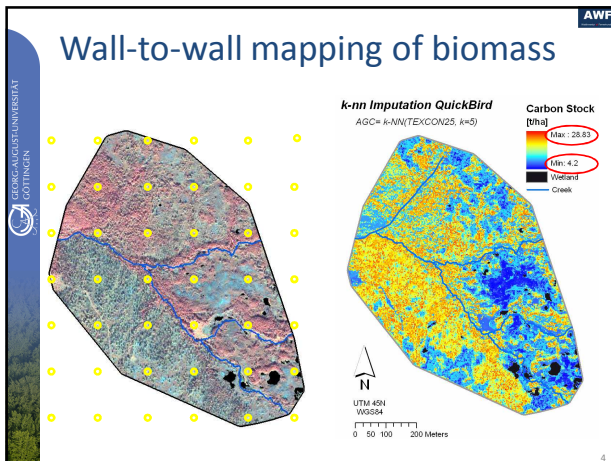 AWF
Wall-to-wall mapping of biomass
GEORG-AUGUST-UNIVERSITÄT
GÖTTINGEN
k-nn Imputation QuickBird
AGC= k-NN(TEXCON25, k=5)
Carbon Stock
[t/ha]
Max : 28.83
Min: 4.2
Wetland
Creek
N
UTM 45N
WGS84
0 50 100 200 Meters
4